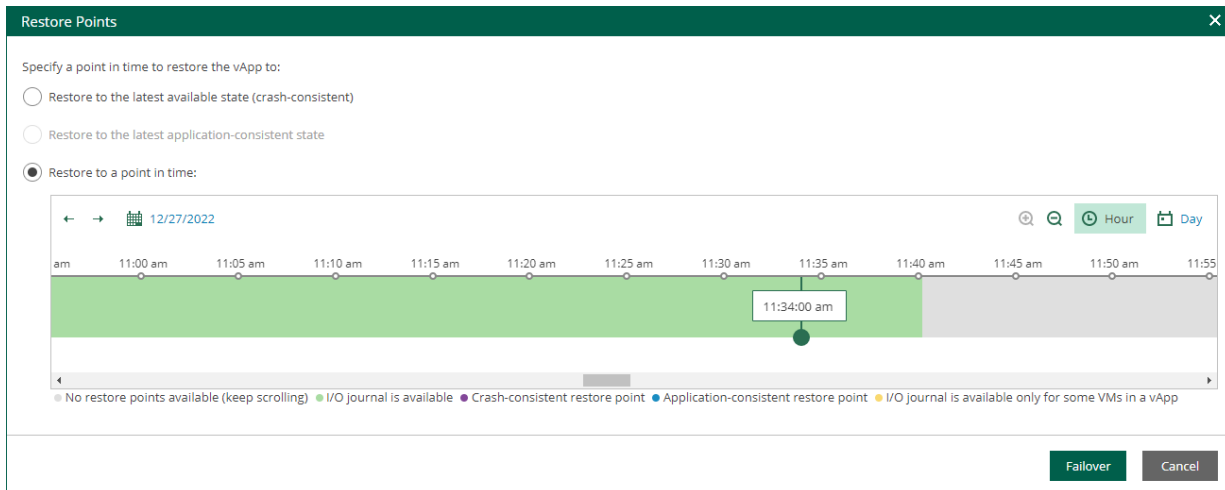 Restore Points
Specify a point in time to restore the vApp to:
Restore to the latest available state (crash-consistent)
Restore to the latest application-consistent state
Restore to a point in time:
12/27/2022 Hour Day
am 11:00 am 11:05 am 11:10 am 11:15 am 11:20 am 11:25 am 11:30 am 11:35 am 11:40 am 11:45 am 11:50 am 11:55
11:34:00 am
No restore points available (keep scrolling) I/O journal is available Crash-consistent restore point Application-consistent restore point I/O journal is available only for some VMs in a vApp
Failover Cancel